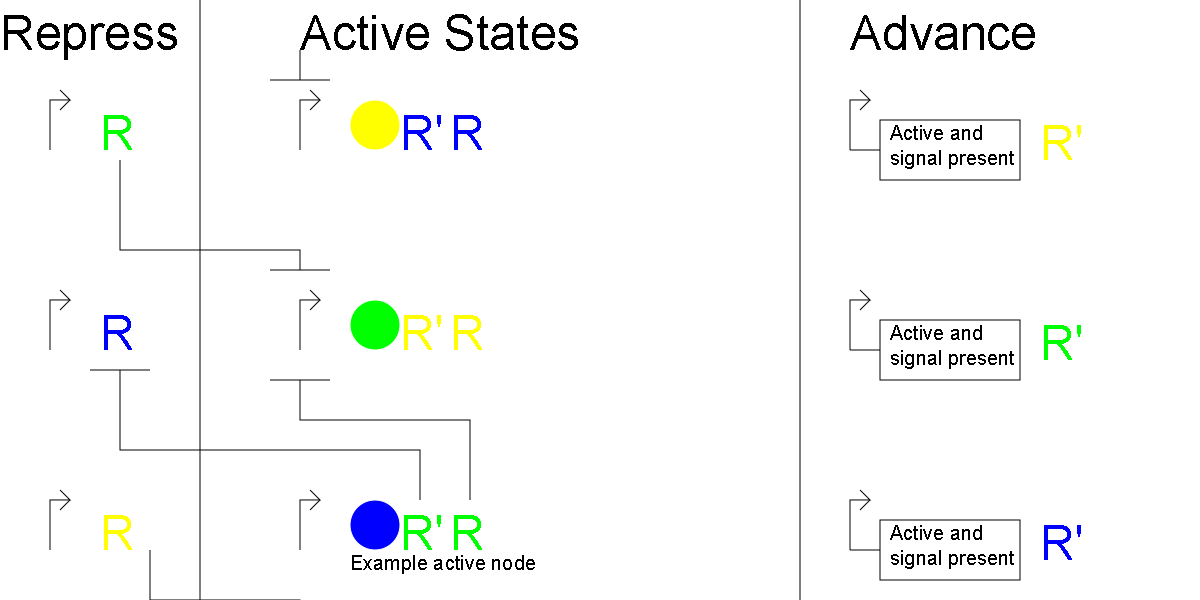 Repress Active States Advance
R R' R Active and
signal present R'
R R' R Active and
signal present R'
R R' R Active and
signal present R'
Example active node